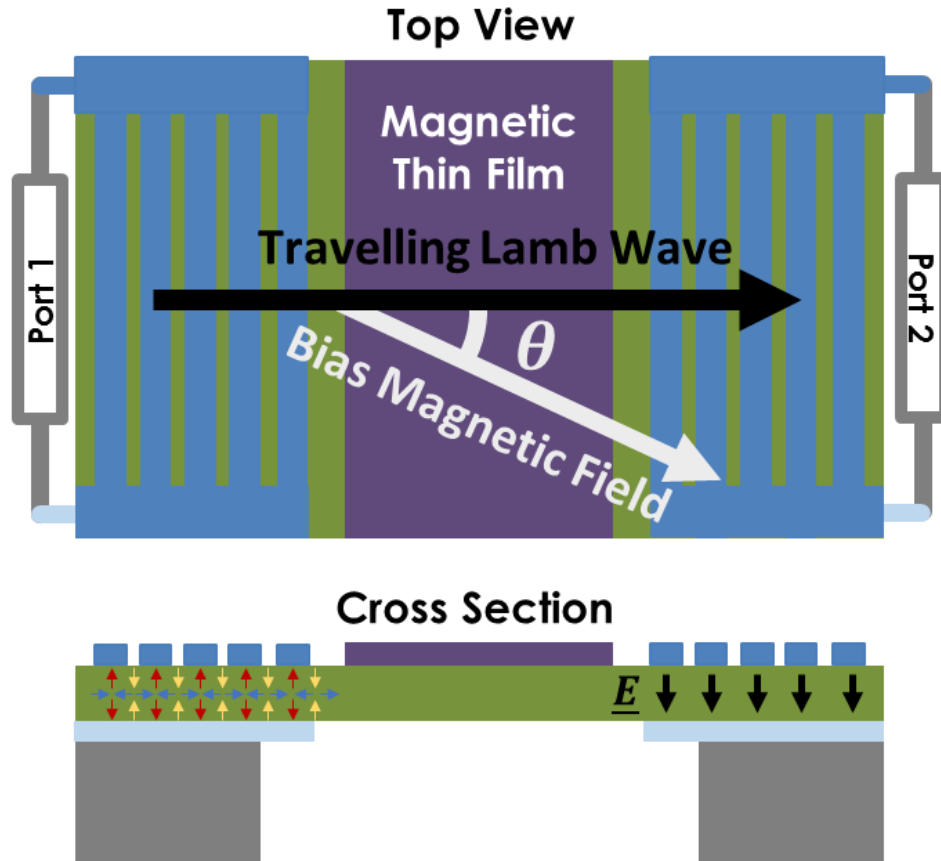 Top View
Magnetic
Thin Film
Travelling Lamb Wave
Port 1
θ
Port 2
Bias Magnetic Field
Cross Section
E